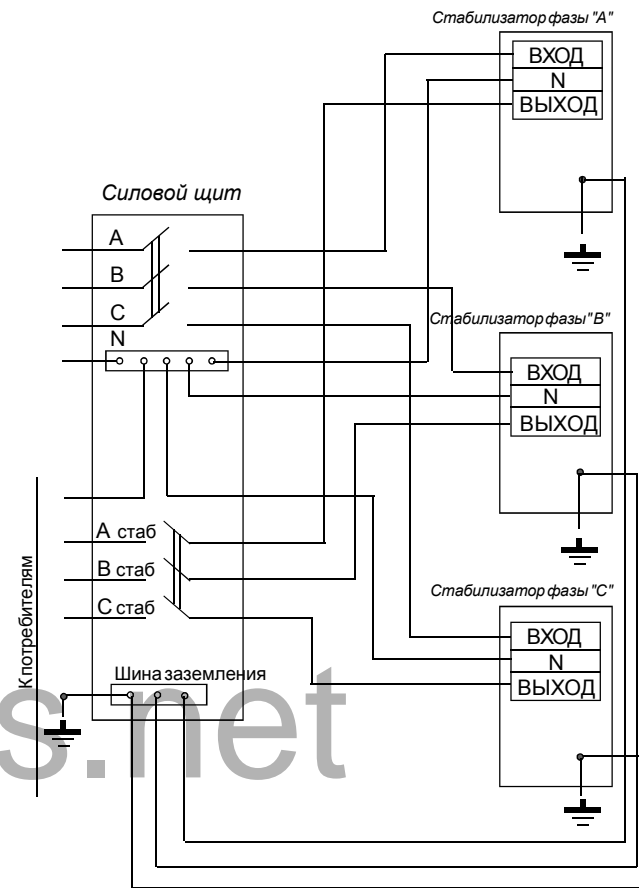 Стабилизатор фазы "А"
ВХОД
N
ВЫХОД
Силовой щит
A
B
C
N
Стабилизатор фазы"В"
ВХОД
N
ВЫХОД
К потребителям
А стаб
В стаб
С стаб
Стабилизатор фазы "С"
ВХОД
N
ВЫХОД
Шина заземления
s.net